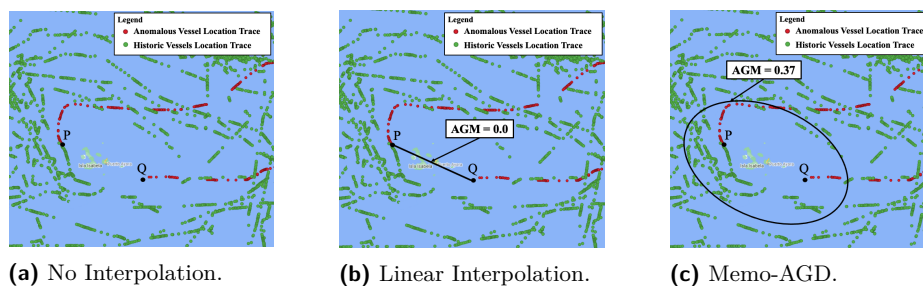 Legend
Anomalous Vessel Location Trace
Historic Vessels Location Trace
P
Q
(a) No Interpolation.
Legend
Anomalous Vessel Location Trace
Historic Vessels Location Trace
P
AGM = 0.0
Q
(b) Linear Interpolation.
Legend
Anomalous Vessel Location Trace
Historic Vessels Location Trace
AGM = 0.37
P
Q
(c) Memo-AGD.